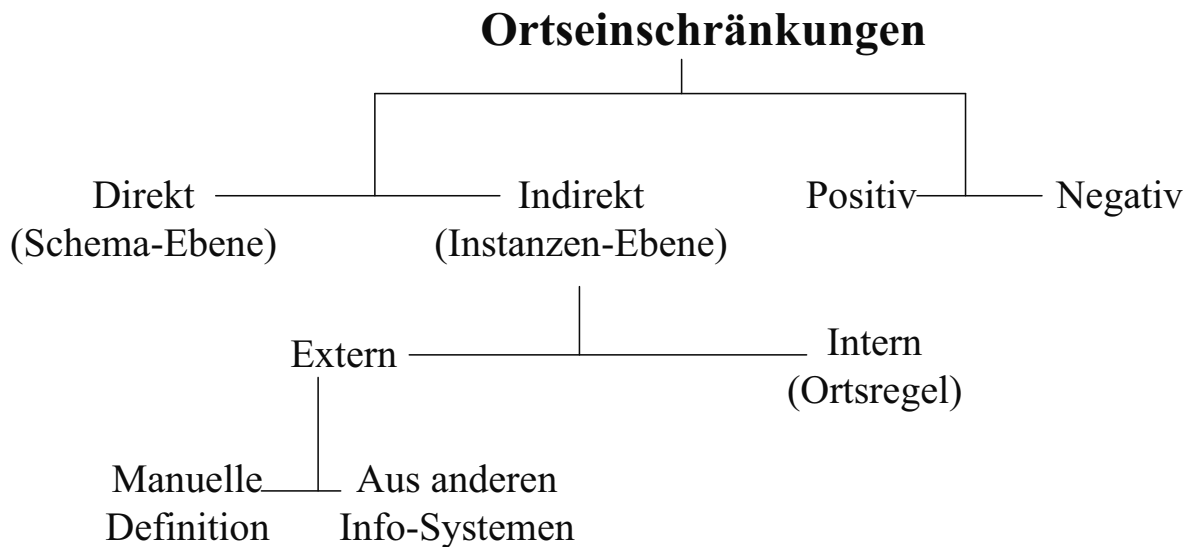 Ortseinschränkungen
Direkt
(Schema-Ebene)
Indirekt
(Instanzen-Ebene)
Positiv
Negativ
Extern
Intern
(Ortsregel)
Manuelle
Definition
Aus anderen
Info-Systemen